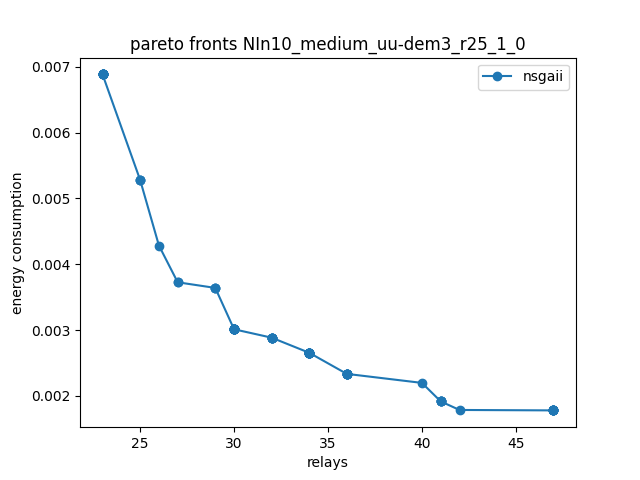 pareto fronts NIn10_medium_uu-dem3_r25_1_0
nsgaii
0.007
0.006
0.005
0.004
0.003
0.002
energy consumption
25 30 35 40 45
relays